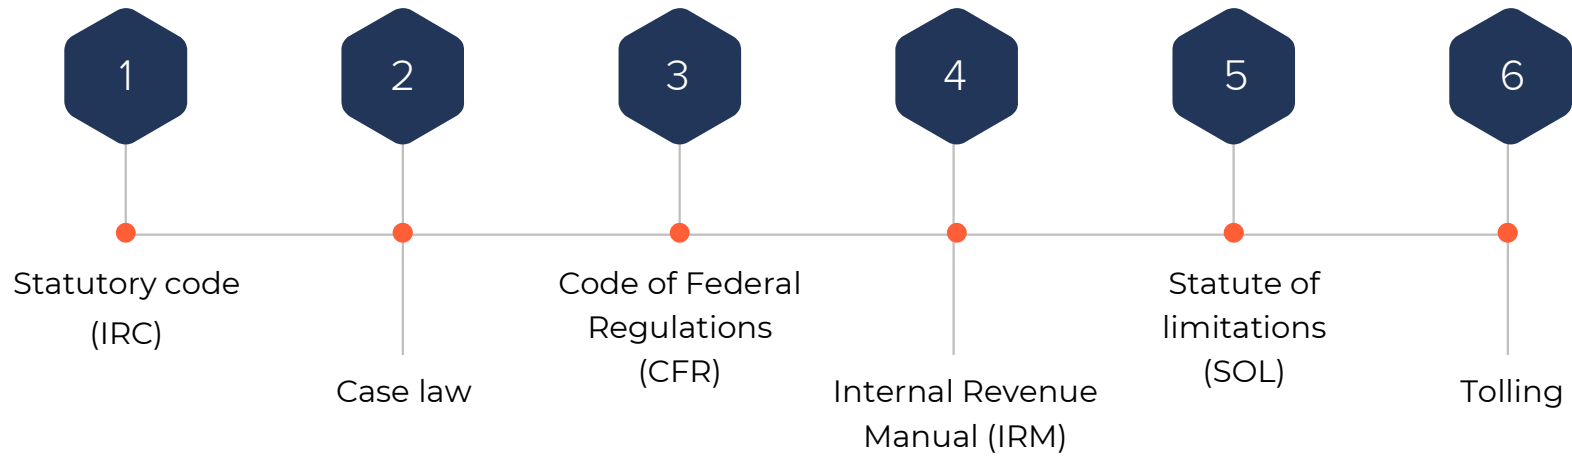 1
2
3
4
5
6
Statutory code
(IRC)
Case law
Code of Federal
Regulations
(CFR)
Internal Revenue
Manual (IRM)
Statute of
limitations
(SOL)
Tolling